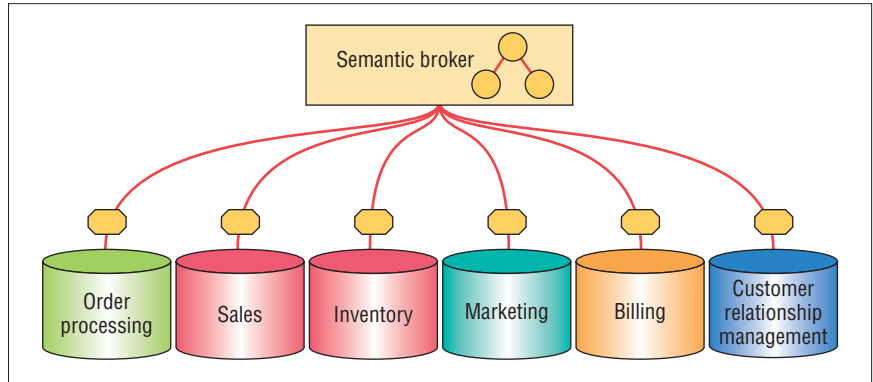 Semantic broker
Order
processing
Sales
Inventory
Marketing
Billing
Customer
relationship
management